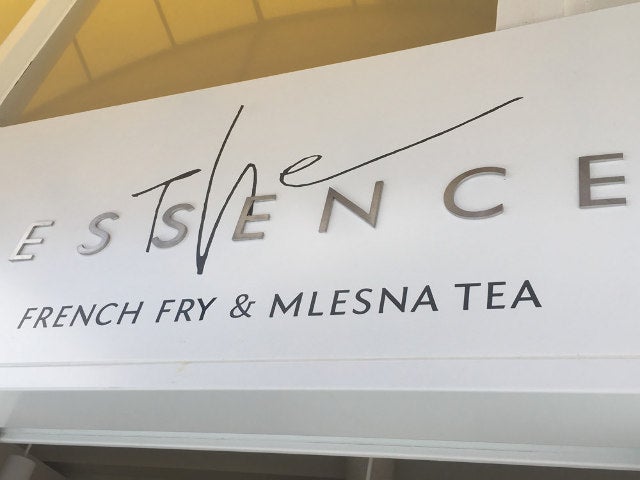 The
ESSENCE
FRENCH FRY & MLESNA TEA